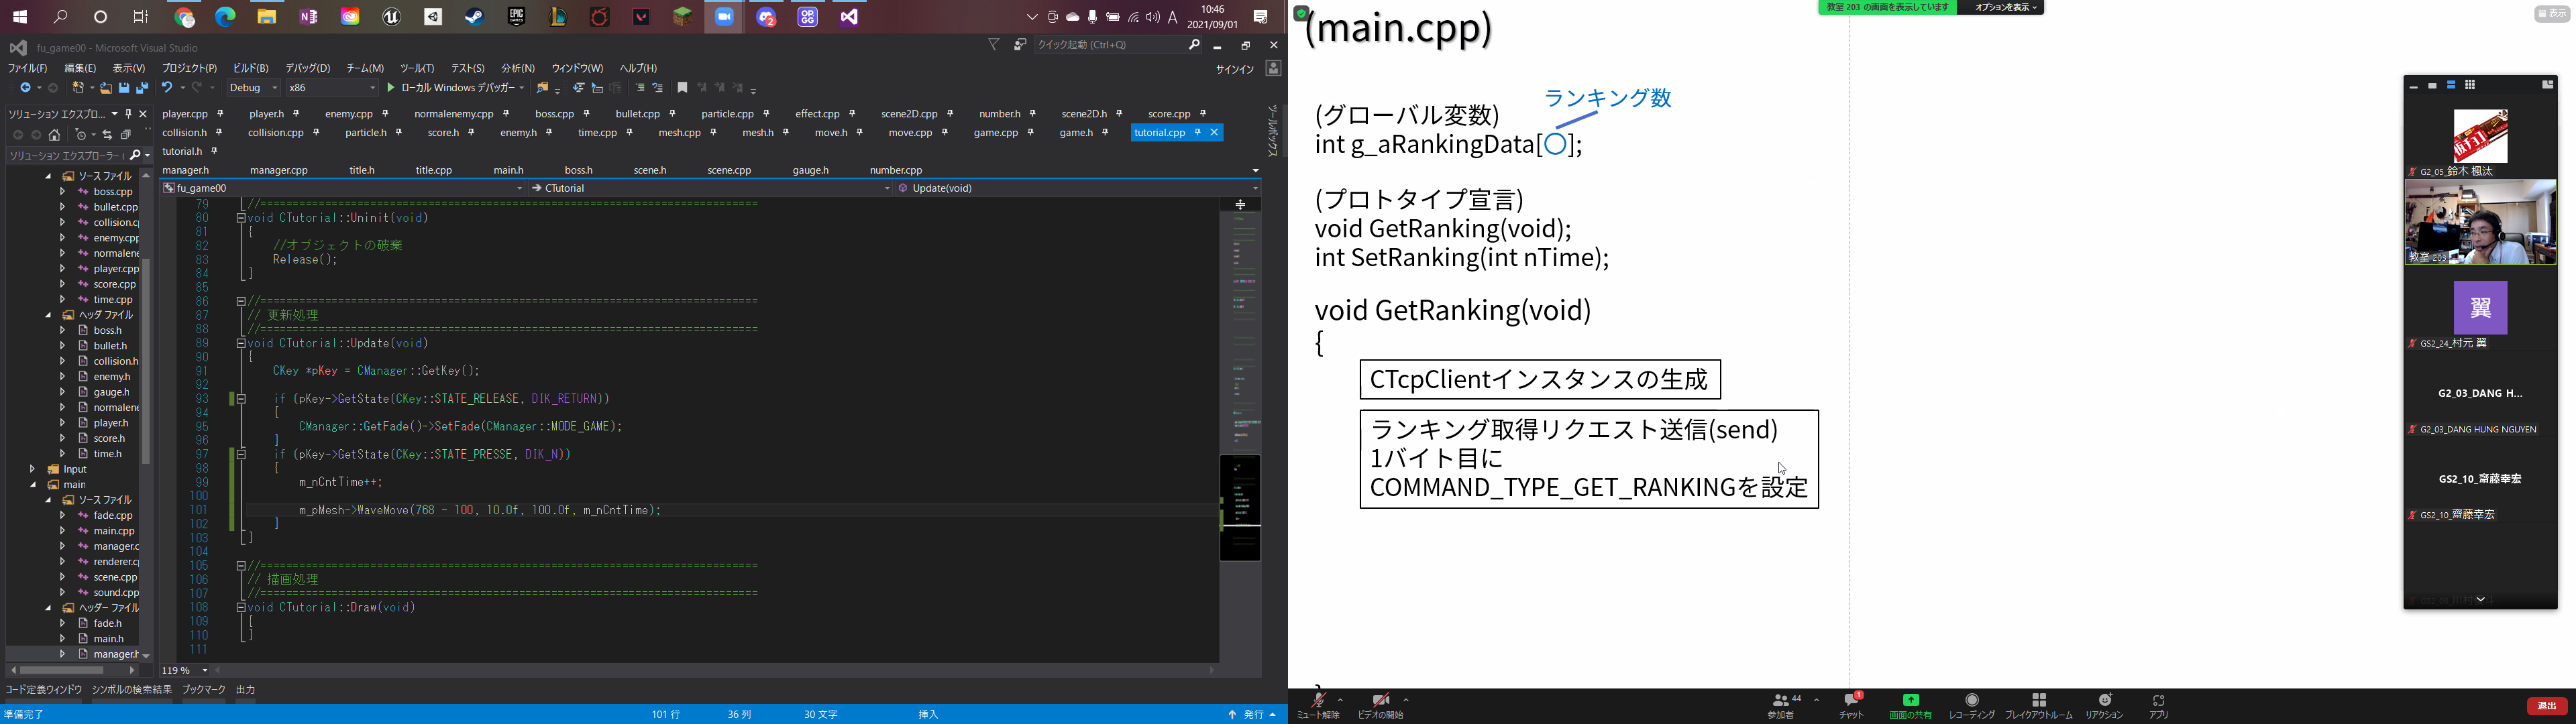 10:46
2021/09/01
fu_game00 - Microsoft Visual Studio
クイック起動 (Ctrl+Q)
ファイル(F) 編集(E) 表示(V) プロジェクト(P) ビルド(B) デバッグ(D) チーム(M) ツール(T) テスト(S) 分析(N) ウィンドウ(W) ヘルプ(H)
サインイン
Debug x86 ローカル Windows デバッガー
ソリューション エクスプロ...
ソリューション エクスプローラー (
ソース ファイル
boss.cpp
bullet.cpp
collision.c
enemy.cpp
normalene
player.cpp
score.cpp
time.cpp
ヘッダ ファイル
boss.h
bullet.h
collision.h
enemy.h
gauge.h
normalene
player.h
score.h
time.h
Input
main
ソース ファイル
fade.cpp
main.cpp
manager.c
renderer.c
scene.cpp
sound.cpp
ヘッダー ファイル
fade.h
main.h
manager.h
player.cpp player.h enemy.cpp normalenemy.cpp boss.cpp bullet.cpp particle.cpp effect.cpp scene2D.cpp number.h scene2D.h score.cpp
collision.h collision.cpp particle.h score.h enemy.h time.cpp mesh.cpp mesh.h move.h move.cpp game.cpp game.h tutorial.cpp
tutorial.h
manager.h manager.cpp title.h title.cpp main.h boss.h scene.h scene.cpp gauge.h number.cpp
ツールボックス
fu_game00 CTutorial Update(void)
79 //=============================================================================
80 void CTutorial::Uninit(void)
81 {
82 //オブジェクトの破棄
83 Release();
84 }
85
86 //=============================================================================
87 // 更新処理
88 //=============================================================================
89 void CTutorial::Update(void)
90 {
91 CKey *pKey = CManager::GetKey();
92
93 if (pKey->GetState(CKey::STATE_RELEASE, DIK_RETURN))
94 {
95 CManager::GetFade()->SetFade(CManager::MODE_GAME);
96 }
97 if (pKey->GetState(CKey::STATE_PRESSE, DIK_N))
98 {
99 m_nCntTime++;
100
101 m_pMesh->WaveMove(768 - 100, 10.0f, 100.0f, m_nCntTime);
102 }
103 }
104
105 //=============================================================================
106 // 描画処理
107 //=============================================================================
108 void CTutorial::Draw(void)
109 {
110 }
111
119 %
コード定義ウィンドウ シンボルの検索結果 ブックマーク 出力
準備完了 101 行 36 列 30 文字 挿入 発行
教室 203 の画面を表示しています オプションを表示
表示
(main.cpp)
ランキング数
(グローバル変数)
int g_aRankingData[〇];
(プロトタイプ宣言)
void GetRanking(void);
int SetRanking(int nTime);
void GetRanking(void)
{
CTcpClientインスタンスの生成
ランキング取得リクエスト送信(send)
1バイト目に
COMMAND_TYPE_GET_RANKINGを設定
G2_05_鈴木 楓汰
教室 203
翼
GS2_24_村元 翼
G2_03_DANG H...
G2_03_DANG HUNG NGUYEN
GS2_10_齋藤幸宏
GS2_10_齋藤幸宏
ミュート解除 ビデオの開始 参加者 44 チャット 1 画面の共有 レコーディング ブレイクアウトルーム リアクション アプリ 退出